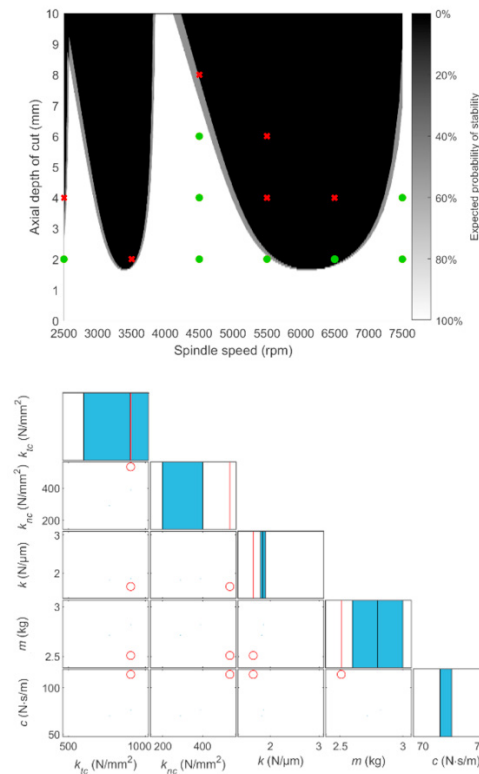 10
9
8
7
6
5
4
3
2
1
0
Axial depth of cut (mm)
2500 3000 3500 4000 4500 5000 5500 6000 6500 7000 7500
Spindle speed (rpm)
0%
20%
40%
60%
80%
100%
Expected probability of stability
k_tc (N/mm²)
k_nc (N/mm²)
400
200
k (N/μm)
3
2
m (kg)
3
2.5
c (N·s/m)
100
500 1000
k_tc (N/mm²)
200 400
k_nc (N/mm²)
2 3
k (N/μm)
2.5 3
m (kg)
70 7
c (N·s/m)